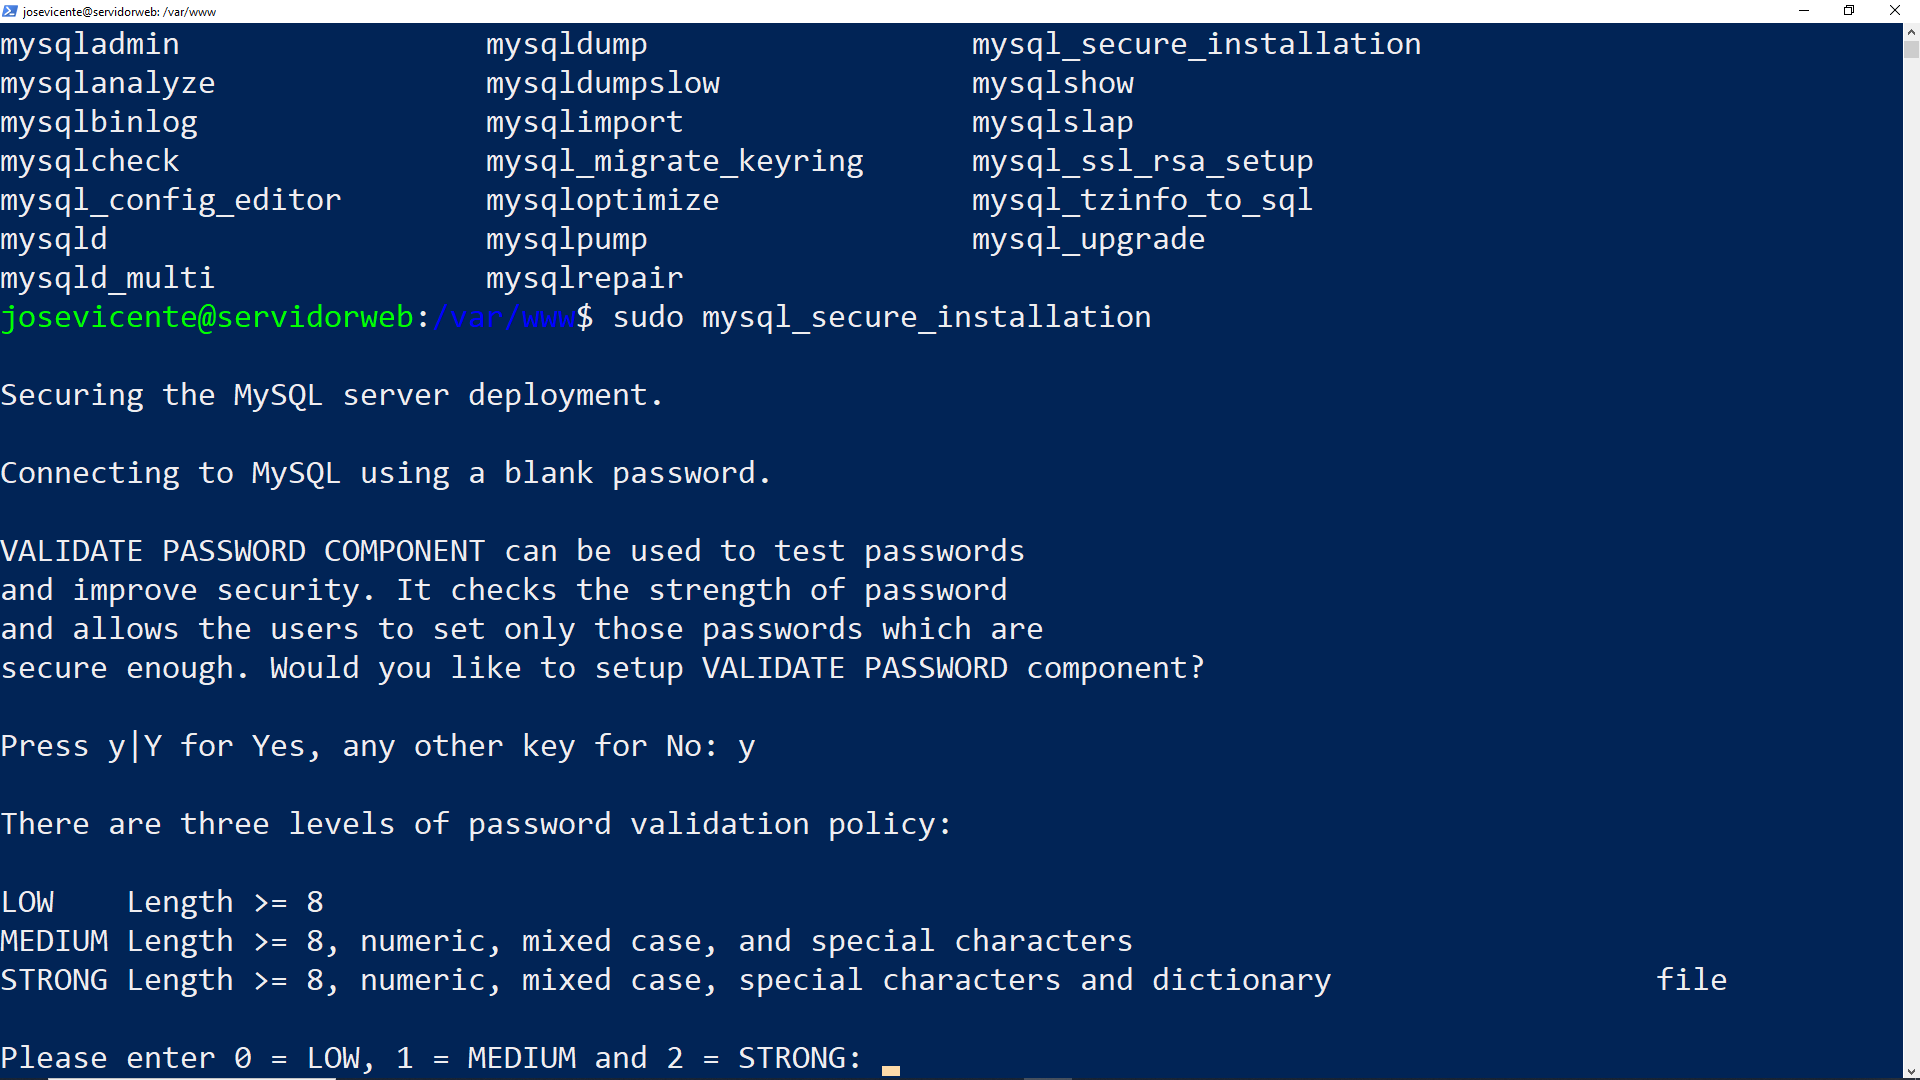 josevicente@servidorweb: /var/www
mysqladmin mysqldump mysql_secure_installation
mysqlanalyze mysqldumpslow mysqlshow
mysqlbinlog mysqlimport mysqlslap
mysqlcheck mysql_migrate_keyring mysql_ssl_rsa_setup
mysql_config_editor mysqloptimize mysql_tzinfo_to_sql
mysqld mysqlpump mysql_upgrade
mysqld_multi mysqlrepair
josevicente@servidorweb:/var/www$ sudo mysql_secure_installation
Securing the MySQL server deployment.
Connecting to MySQL using a blank password.
VALIDATE PASSWORD COMPONENT can be used to test passwords
and improve security. It checks the strength of password
and allows the users to set only those passwords which are
secure enough. Would you like to setup VALIDATE PASSWORD component?
Press y|Y for Yes, any other key for No: y
There are three levels of password validation policy:
LOW    Length >= 8
MEDIUM Length >= 8, numeric, mixed case, and special characters
STRONG Length >= 8, numeric, mixed case, special characters and dictionary                  file
Please enter 0 = LOW, 1 = MEDIUM and 2 = STRONG: